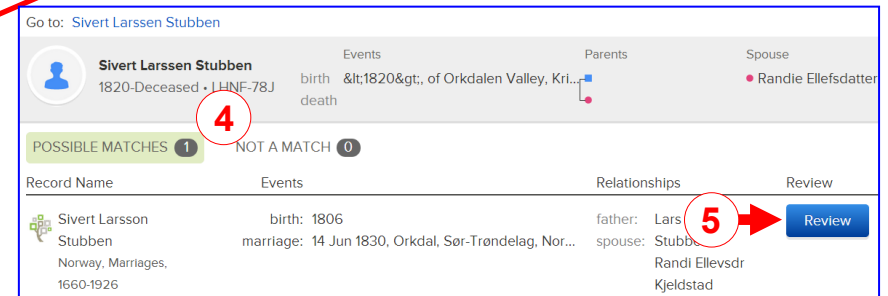 Go to: Sivert Larssen Stubben
Events Parents Spouse
Sivert Larssen Stubben
1820-Deceased • LHNF-78J
birth &lt;1820&gt;, of Orkdalen Valley, Kri...
death
Randie Ellefsdatter
4
POSSIBLE MATCHES 1 NOT A MATCH 0
Record Name Events Relationships Review
Sivert Larsson birth: 1806 father: Lars 5 Review
Stubben marriage: 14 Jun 1830, Orkdal, Sør-Trøndelag, Nor... spouse:
Norway, Marriages, Randi Ellevsdr
1660-1926 Kjeldstad